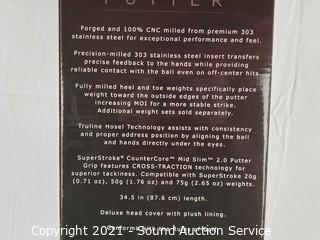 PUTTER
Forged and 100% CNC milled from premium 303
stainless steel for exceptional performance and feel.
Precision-milled 303 stainless steel insert transfers
precise feedback to the hands while providing
reliable contact with the ball even on off-center hits.
Fully milled heel and toe weights specifically place
weight toward the outside edges of the putter
increasing MOI for a more stable strike.
Additional weight sets sold separately.
Truline Hosel Technology assists with consistency
and proper address position by aligning the ball
and hands directly under the eyes.
SuperStroke® CounterCore™ Mid Slim™ 2.0 Putter
Grip features CROSS-TRACTION technology for
superior tackiness. Compatible with SuperStroke 20g
(0.71 oz), 50g (1.76 oz) and 75g (2.65 oz) weights.
34.5 in (87.6 cm) length.
Deluxe head cover with plush lining.
Copyright 2021 - Sound Auction Service